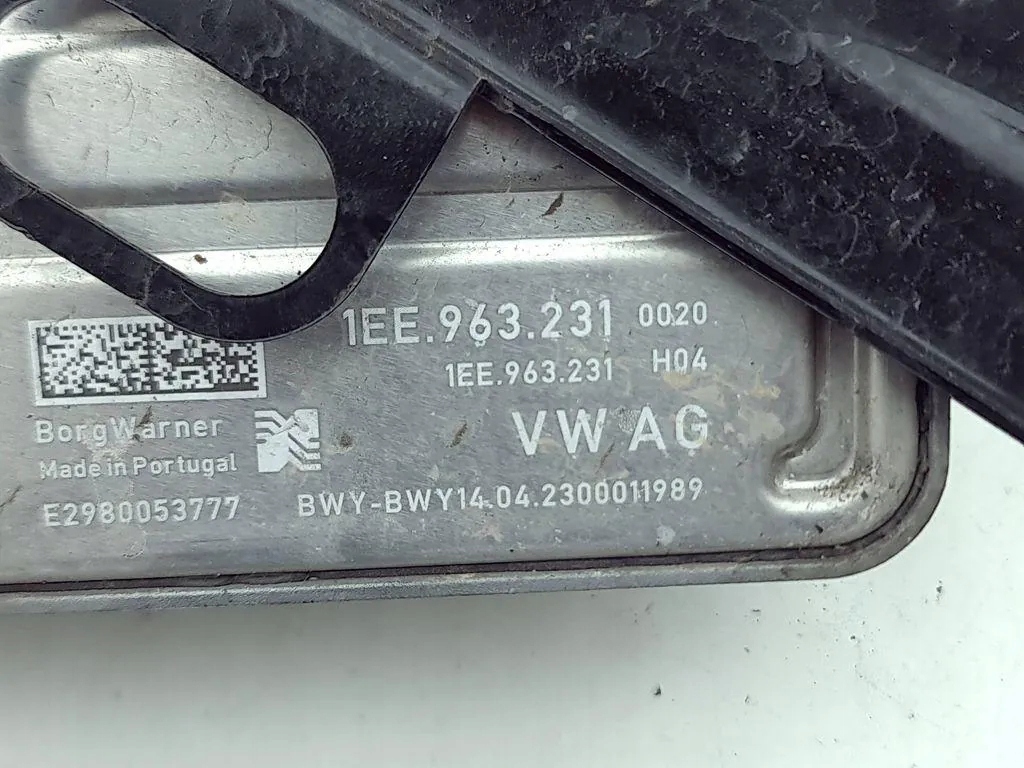 1EE.963.231 0020
1EE.963.231 H04
BorgWarner
VW AG
Made in Portugal
E2980053777
BWY-BWY14.04.2300011989